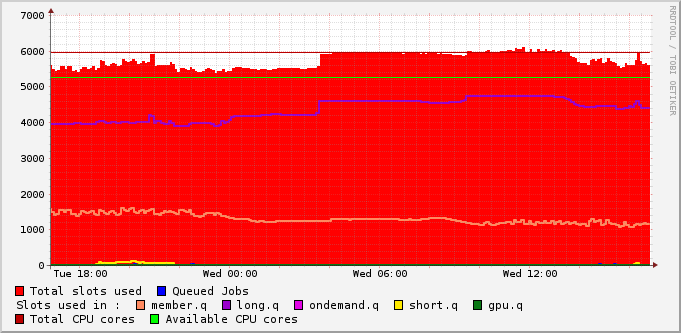 7000
6000
5000
4000
3000
2000
1000
0
Tue 18:00 Wed 00:00 Wed 06:00 Wed 12:00
Total slots used Queued Jobs
Slots used in : member.q long.q ondemand.q short.q gpu.q
Total CPU cores Available CPU cores
RRDTOOL / TOBI OETIKER